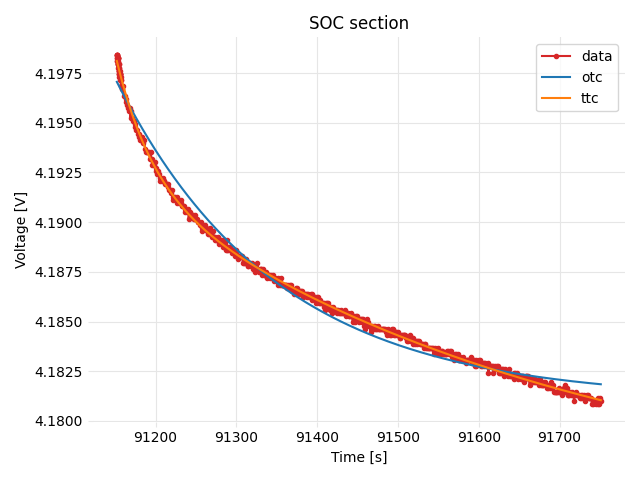 SOC section
data
otc
ttc
4.1975
4.1950
4.1925
4.1900
4.1875
4.1850
4.1825
4.1800
Voltage [V]
91200 91300 91400 91500 91600 91700
Time [s]